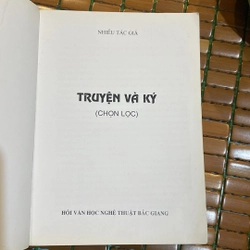 NHIỀU TÁC GIẢ
TRUYỆN VÀ KÝ
(CHỌN LỌC)
HỘI VĂN HỌC NGHỆ THUẬT BẮC GIANG